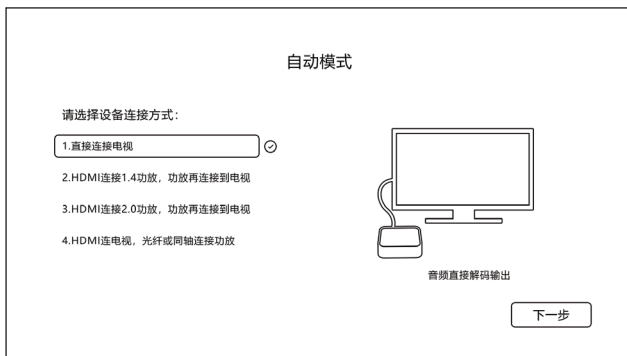 自动模式
请选择设备连接方式：
1.直接连接电视
2.HDMI连接1.4功放，功放再连接到电视
3.HDMI连接2.0功放，功放再连接到电视
4.HDMI连电视，光纤或同轴连接功放
音频直接解码输出
下一步